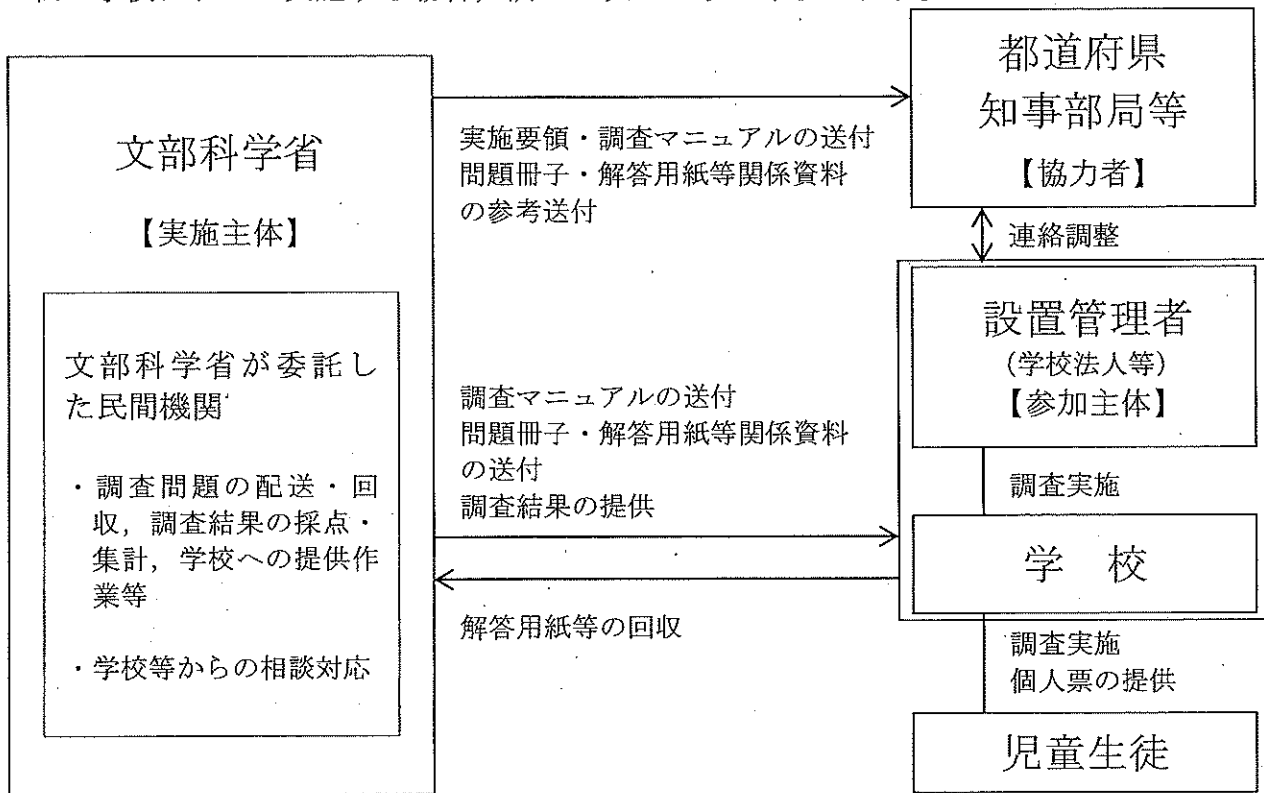 文部科学省
【実施主体】
文部科学省が委託し
た民間機関
・調査問題の配送・回
収，調査結果の採点・
集計，学校への提供作
業等
・学校等からの相談対応
実施要領・調査マニュアルの送付
問題冊子・解答用紙等関係資料
の参考送付
調査マニュアルの送付
問題冊子・解答用紙等関係資料
の送付
調査結果の提供
解答用紙等の回収
都道府県
知事部局等
【協力者】
連絡調整
設置管理者
（学校法人等）
【参加主体】
調査実施
学　校
調査実施
個人票の提供
児童生徒